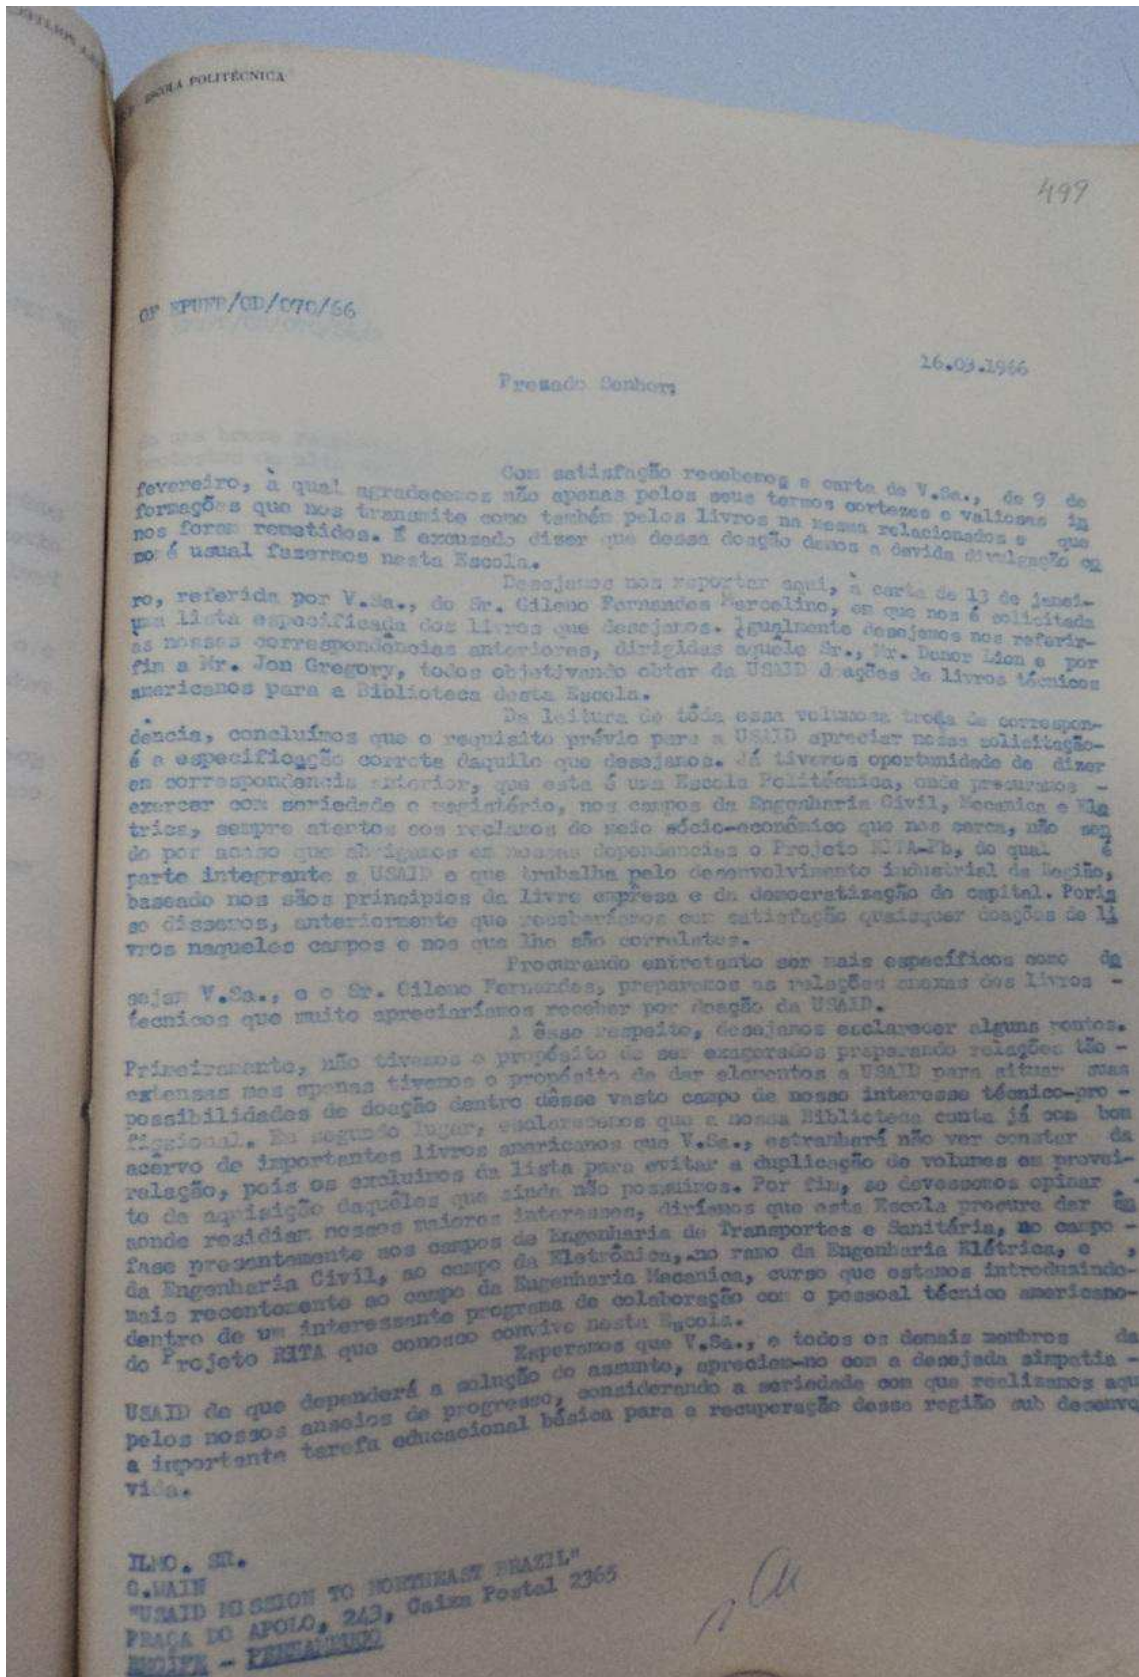 ESCOLA POLITÉCNICA
499
OF EPUFP/GD/070/66
16.03.1966
Prezado Senhor;
Com satisfação recebemos a carta de V.Sa., de 9 de
fevereiro, à qual agradecemos não apenas pelos seus termos cortezes e valiosas in
formações que nos transmite como também pelos livros na mesma relacionados e que
nos foram remetidos. É excusado dizer que dessa doação demos a devida divulgação co
mo é usual fazermos nesta Escola.
Desejamos nos reportar aqui, à carta de 13 de janei-
ro, referida por V.Sa., do Sr. Gileno Fernandes Marcelino, em que nos é solicitada
uma lista especificada dos livros que desejamos. Igualmente desejamos nos referir-
as nossas correspondências anteriores, dirigidas aquele Sr., Mr. Donor Lion e por
fim a Mr. Jon Gregory, todos objetivando obter da USAID doações de livros técnicos
americanos para a Biblioteca desta Escola.
Da leitura de tôda essa volumosa troca de correspon-
dência, concluímos que o requisito prévio para a USAID apreciar nossa solicitação-
é a especificação correta daquilo que desejamos. Já tivemos oportunidade de dizer
em correspondencia anterior, que esta é uma Escola Politécnica, onde procuramos -
exercer com seriedade o magistério, nos campos da Engenharia Civil, Mecanica e Elé
trica, sempre atentos aos reclamos do meio sócio-econômico que nos cerca, não sen
do por acaso que abrigamos em nossas dependencias o Projeto RITA-Pb, do qual é
parte integrante a USAID e que trabalha pelo desenvolvimento industrial da Região,
baseado nos sãos principios da livre emprêsa e da democratização do capital. Poris
so dissemos, anteriormente que receberíamos com satisfação quaisquer doações de li
vros naqueles campos e nos que lhe são correlatos.
Procurando entretanto ser mais específicos como de
sejam V.Sa., e o Sr. Gileno Fernandes, preparamos as relações anexas dos livros -
técnicos que muito apreciaríamos receber por doação da USAID.
A êsse respeito, desejamos esclarecer alguns pontos.
Primeiramente, não tivemos o propósito de ser exagerados preparando relações tão -
extensas mas apenas tivemos o propósito de dar elementos a USAID para situar suas
possibilidades de doação dentro dêsse vasto campo de nosso interesse técnico-pro -
fissional. Em segundo lugar, esclarecemos que a nossa Biblioteca conta já com bom
acervo de importantes livros americanos que V.Sa., estranhará não ver constar da
relação, pois os excluimos da lista para evitar a duplicação de volumes em provei-
to de aquisição daquêles que ainda não possuimos. Por fim, se devessemos opinar -
aonde residiam nossos maiores interesses, diríamos que esta Escola procura dar ên
fase presentemente aos campos de Engenharia de Transportes e Sanitária, no campo -
da Engenharia Civil, ao campo da Eletrônica, no ramo da Engenharia Elétrica, e ,
mais recentemente ao campo da Engenharia Mecanica, curso que estamos introduzindo-
dentro de um interessante programa de colaboração com o pessoal técnico americano-
do Projeto RITA que conosco convive nesta Escola.
Esperamos que V.Sa., e todos os demais membros da
USAID de que dependerá a solução do assunto, apreciem-no com a desejada simpatia -
pelos nossos anseios de progresso, considerando a seriedade com que realizamos aqui
a importante tarefa educacional básica para a recuperação dessa região sub desenvo
vida.
ILMO. SR.
G.WAIN
"USAID MISSION TO NORTHEAST BRAZIL"
PRAÇA DO APOLO, 243, Caixa Postal 2365
RECIFE - PERNAMBUCO